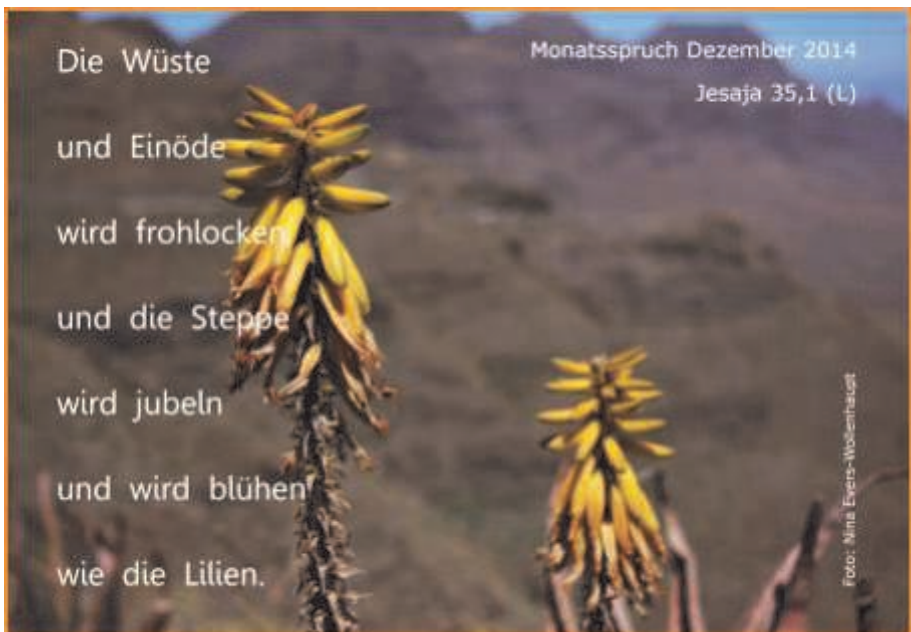 Die Wüste
und Einöde
wird frohlocken
und die Steppe
wird jubeln
und wird blühen
wie die Lilien.
Monatsspruch Dezember 2014
Jesaja 35,1 (L)
Foto: Nina Evers-Wollenhaupt